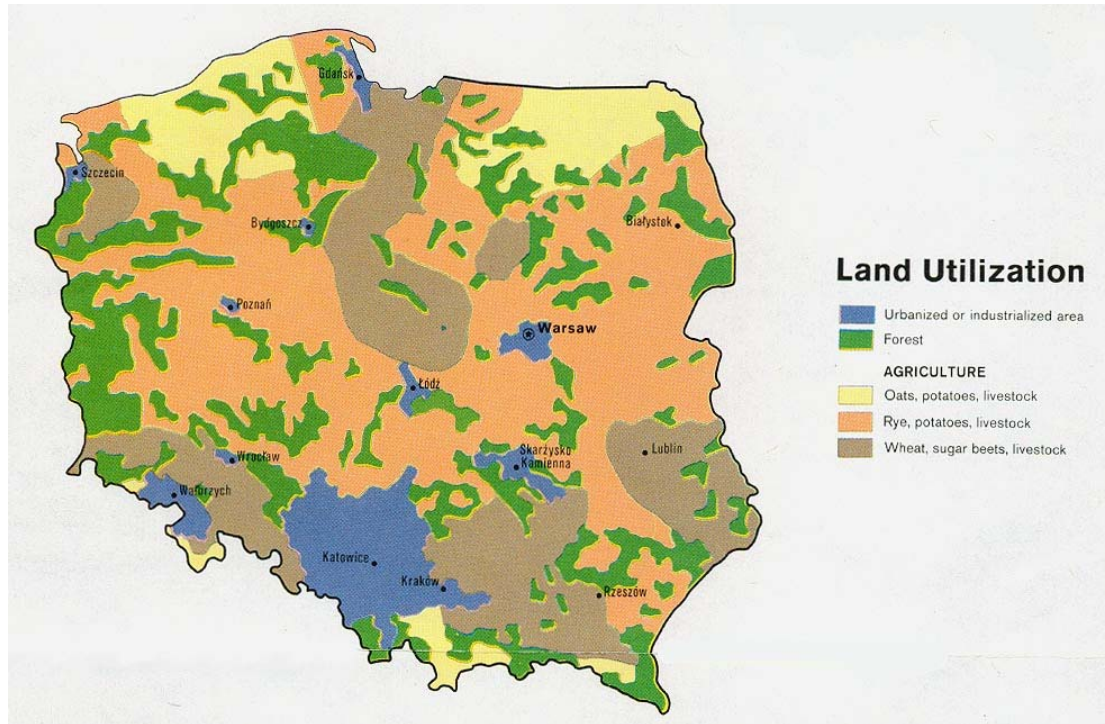 Gdańsk
Szczecin
Bydgoszcz
Białystok
Poznań
Warsaw
Łódź
Wrocław
Skarżysko
Kamienna
Lublin
Wałbrzych
Katowice
Kraków
Rzeszów
Land Utilization
Urbanized or industrialized area
Forest
AGRICULTURE
Oats, potatoes, livestock
Rye, potatoes, livestock
Wheat, sugar beets, livestock